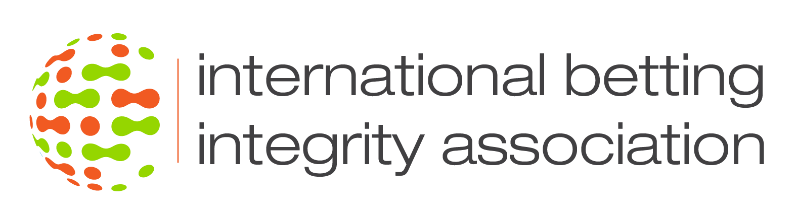 international betting
integrity association